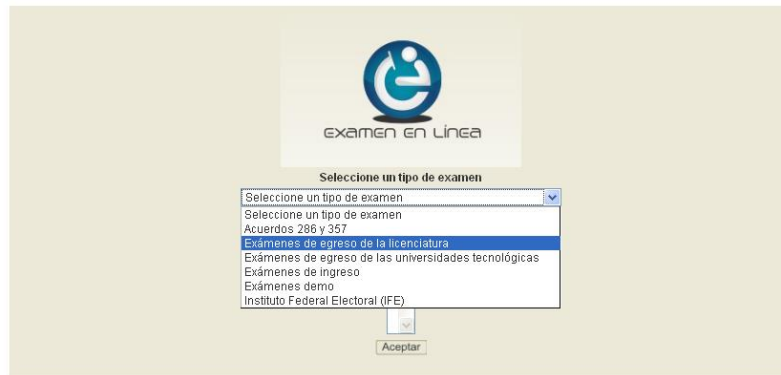 examen en Línea
Seleccione un tipo de examen
Seleccione un tipo de examen
Seleccione un tipo de examen
Acuerdos 286 y 357
Exámenes de egreso de la licenciatura
Exámenes de egreso de las universidades tecnológicas
Exámenes de ingreso
Exámenes demo
Instituto Federal Electoral (IFE)
Aceptar